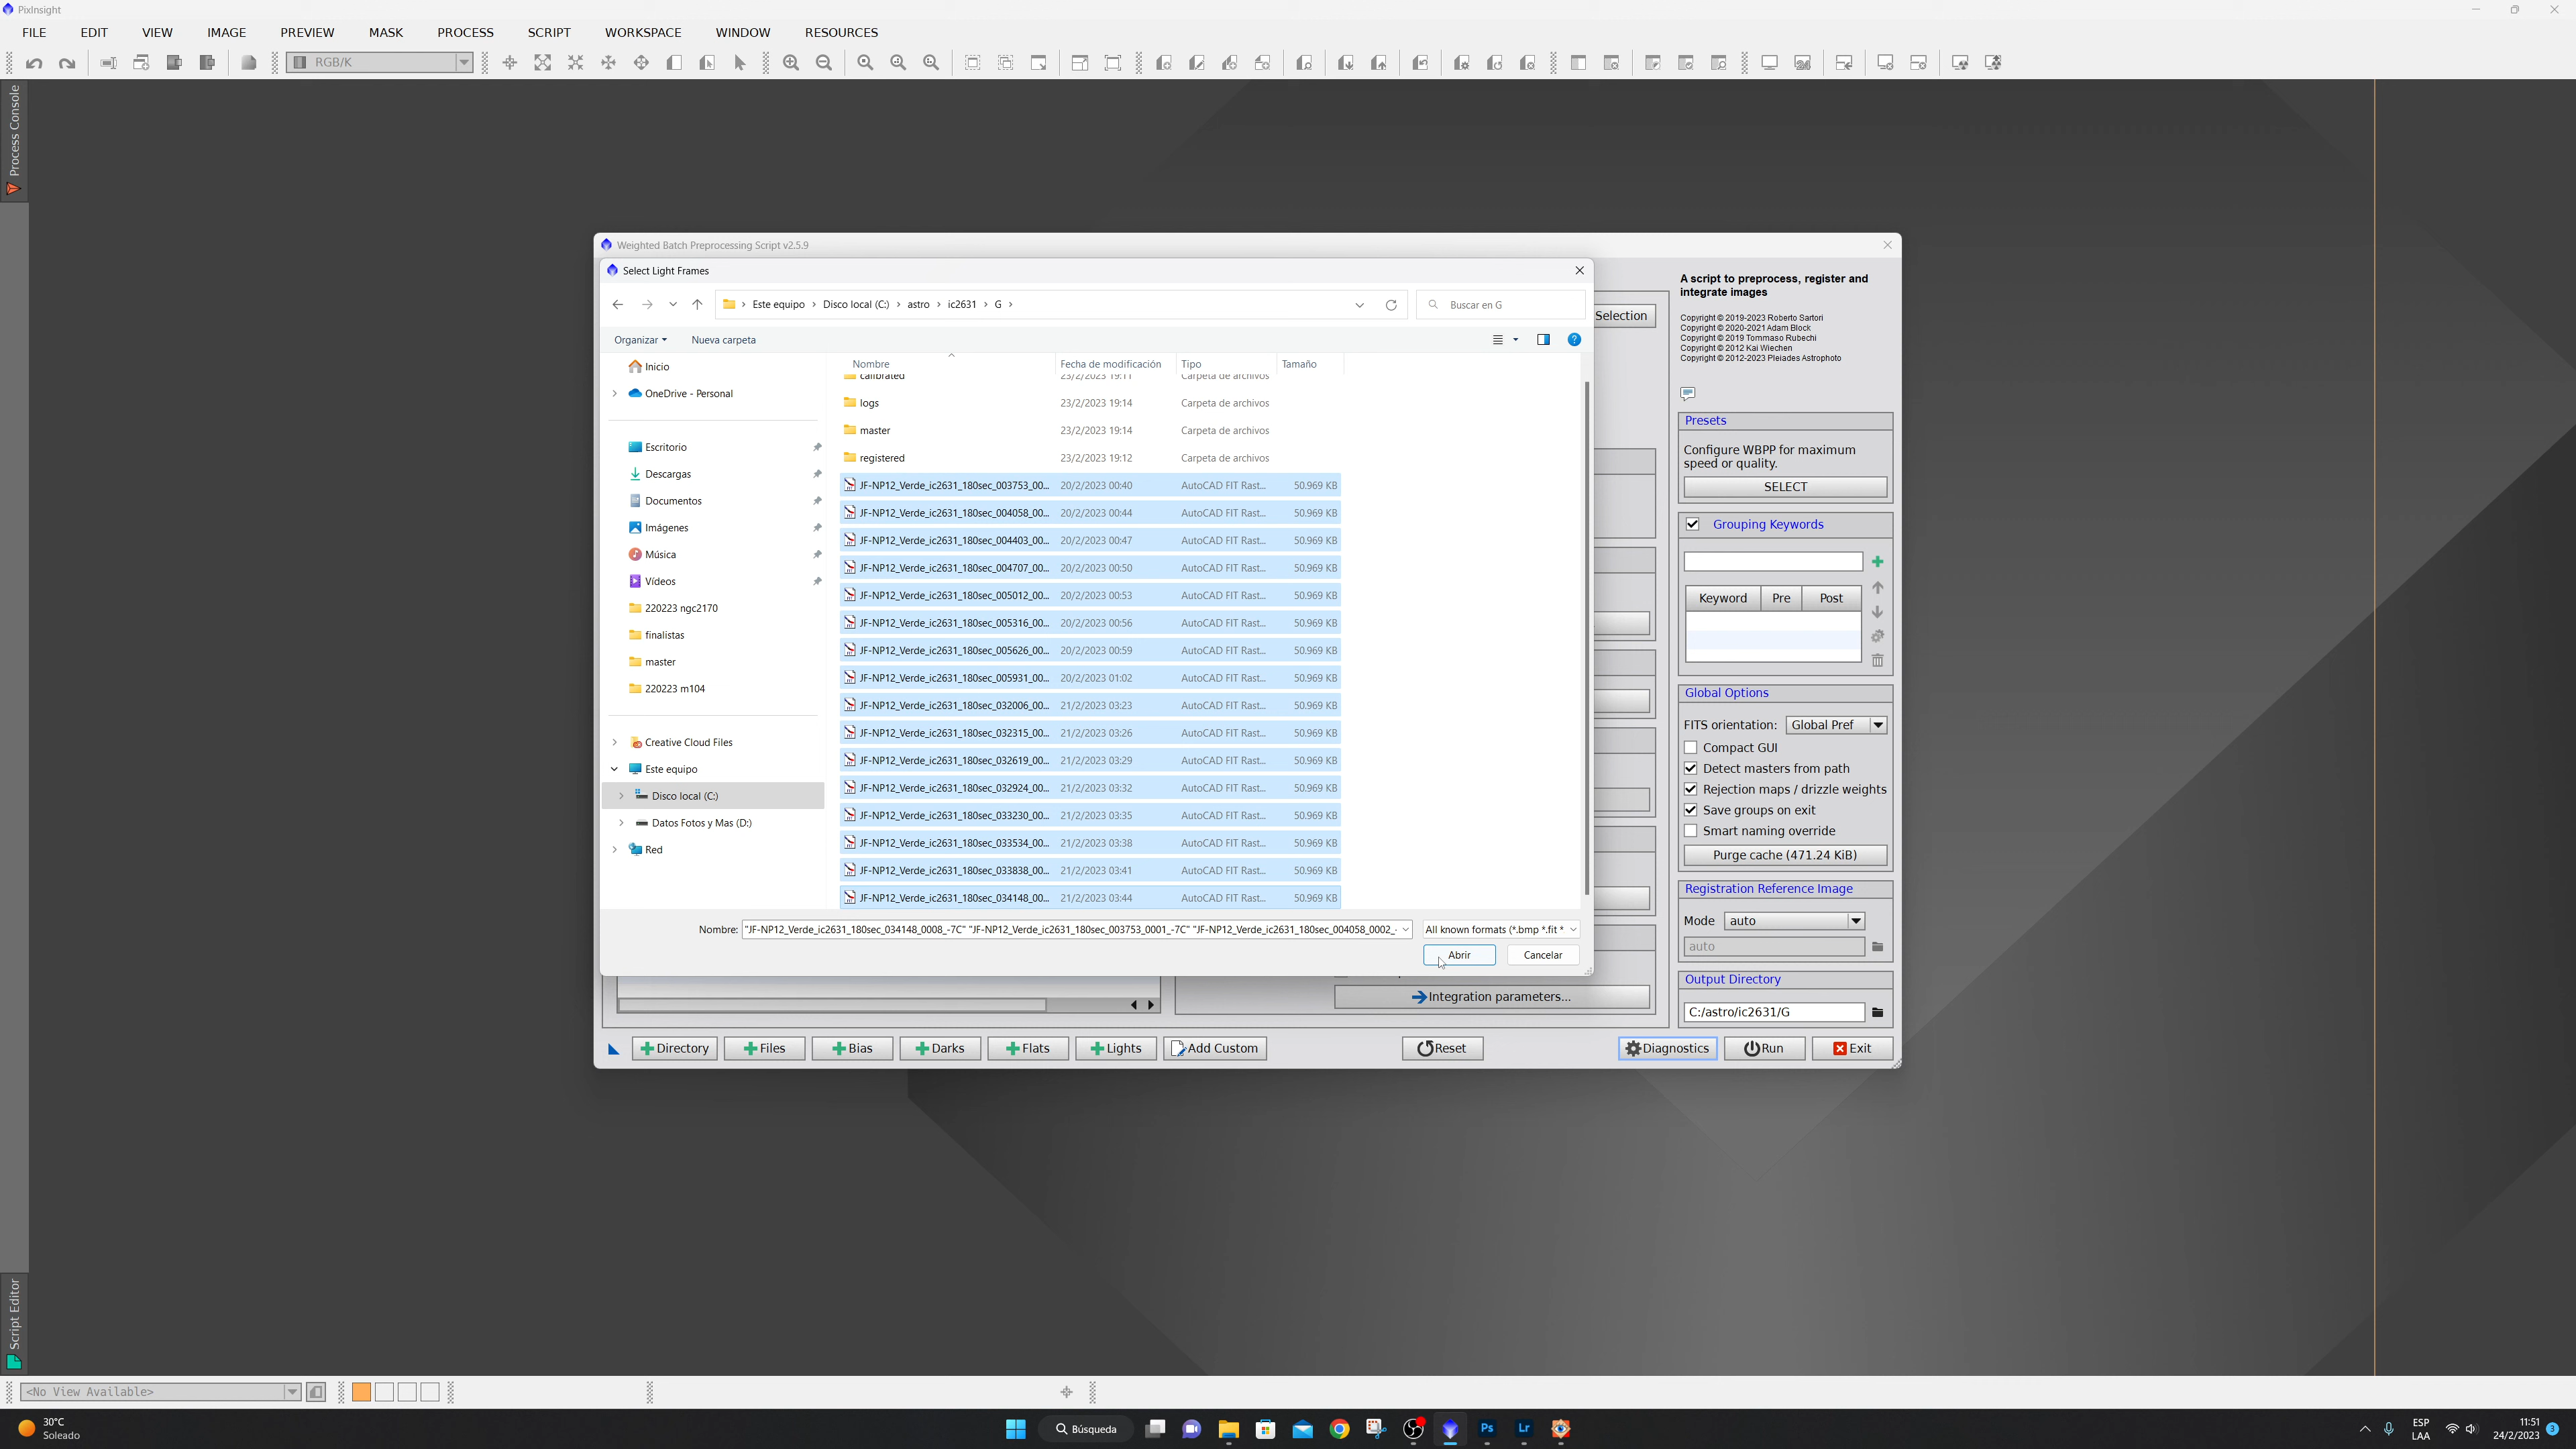 PixInsight
FILE EDIT VIEW IMAGE PREVIEW MASK PROCESS SCRIPT WORKSPACE WINDOW RESOURCES
RGB/K
Process Console
Weighted Batch Preprocessing Script v2.5.9
Select Light Frames
Este equipo Disco local (C:) astro ic2631 G
Buscar en G
Organizar Nueva carpeta
Inicio
OneDrive - Personal
Escritorio
Descargas
Documentos
Imágenes
Música
Vídeos
220223 ngc2170
finalistas
master
220223 m104
Creative Cloud Files
Este equipo
Disco local (C:)
Datos Fotos y Mas (D:)
Red
Nombre Fecha de modificación Tipo Tamaño
calibrated 23/2/2023 19:11 Carpeta de archivos
logs 23/2/2023 19:14 Carpeta de archivos
master 23/2/2023 19:14 Carpeta de archivos
registered 23/2/2023 19:12 Carpeta de archivos
JF-NP12_Verde_ic2631_180sec_003753_00... 20/2/2023 00:40 AutoCAD FIT Rast... 50.969 KB
JF-NP12_Verde_ic2631_180sec_004058_00... 20/2/2023 00:44 AutoCAD FIT Rast... 50.969 KB
JF-NP12_Verde_ic2631_180sec_004403_00... 20/2/2023 00:47 AutoCAD FIT Rast... 50.969 KB
JF-NP12_Verde_ic2631_180sec_004707_00... 20/2/2023 00:50 AutoCAD FIT Rast... 50.969 KB
JF-NP12_Verde_ic2631_180sec_005012_00... 20/2/2023 00:53 AutoCAD FIT Rast... 50.969 KB
JF-NP12_Verde_ic2631_180sec_005316_00... 20/2/2023 00:56 AutoCAD FIT Rast... 50.969 KB
JF-NP12_Verde_ic2631_180sec_005626_00... 20/2/2023 00:59 AutoCAD FIT Rast... 50.969 KB
JF-NP12_Verde_ic2631_180sec_005931_00... 20/2/2023 01:02 AutoCAD FIT Rast... 50.969 KB
JF-NP12_Verde_ic2631_180sec_032006_00... 21/2/2023 03:23 AutoCAD FIT Rast... 50.969 KB
JF-NP12_Verde_ic2631_180sec_032315_00... 21/2/2023 03:26 AutoCAD FIT Rast... 50.969 KB
JF-NP12_Verde_ic2631_180sec_032619_00... 21/2/2023 03:29 AutoCAD FIT Rast... 50.969 KB
JF-NP12_Verde_ic2631_180sec_032924_00... 21/2/2023 03:32 AutoCAD FIT Rast... 50.969 KB
JF-NP12_Verde_ic2631_180sec_033230_00... 21/2/2023 03:35 AutoCAD FIT Rast... 50.969 KB
JF-NP12_Verde_ic2631_180sec_033534_00... 21/2/2023 03:38 AutoCAD FIT Rast... 50.969 KB
JF-NP12_Verde_ic2631_180sec_033838_00... 21/2/2023 03:41 AutoCAD FIT Rast... 50.969 KB
JF-NP12_Verde_ic2631_180sec_034148_00... 21/2/2023 03:44 AutoCAD FIT Rast... 50.969 KB
Nombre: "JF-NP12_Verde_ic2631_180sec_034148_0008_-7C" "JF-NP12_Verde_ic2631_180sec_003753_0001_-7C" "JF-NP12_Verde_ic2631_180sec_004058_0002_- All known formats (*.bmp *.fit *
Abrir Cancelar
Selection
A script to preprocess, register and
integrate images
Copyright © 2019-2023 Roberto Sartori
Copyright © 2020-2021 Adam Block
Copyright © 2019 Tommaso Rubechi
Copyright © 2012 Kai Wiechen
Copyright © 2012-2023 Pleiades Astrophoto
Presets
Configure WBPP for maximum
speed or quality.
SELECT
Grouping Keywords
Keyword Pre Post
Global Options
FITS orientation: Global Pref
Compact GUI
Detect masters from path
Rejection maps / drizzle weights
Save groups on exit
Smart naming override
Purge cache (471.24 KiB)
Registration Reference Image
Mode auto
auto
Output Directory
C:/astro/ic2631/G
Integration parameters...
Directory Files Bias Darks Flats Lights Add Custom Reset Diagnostics Run Exit
Script Editor
<No View Available>
30°C
Soleado
Búsqueda
Ps
Lr
ESP
LAA
11:51
24/2/2023
3